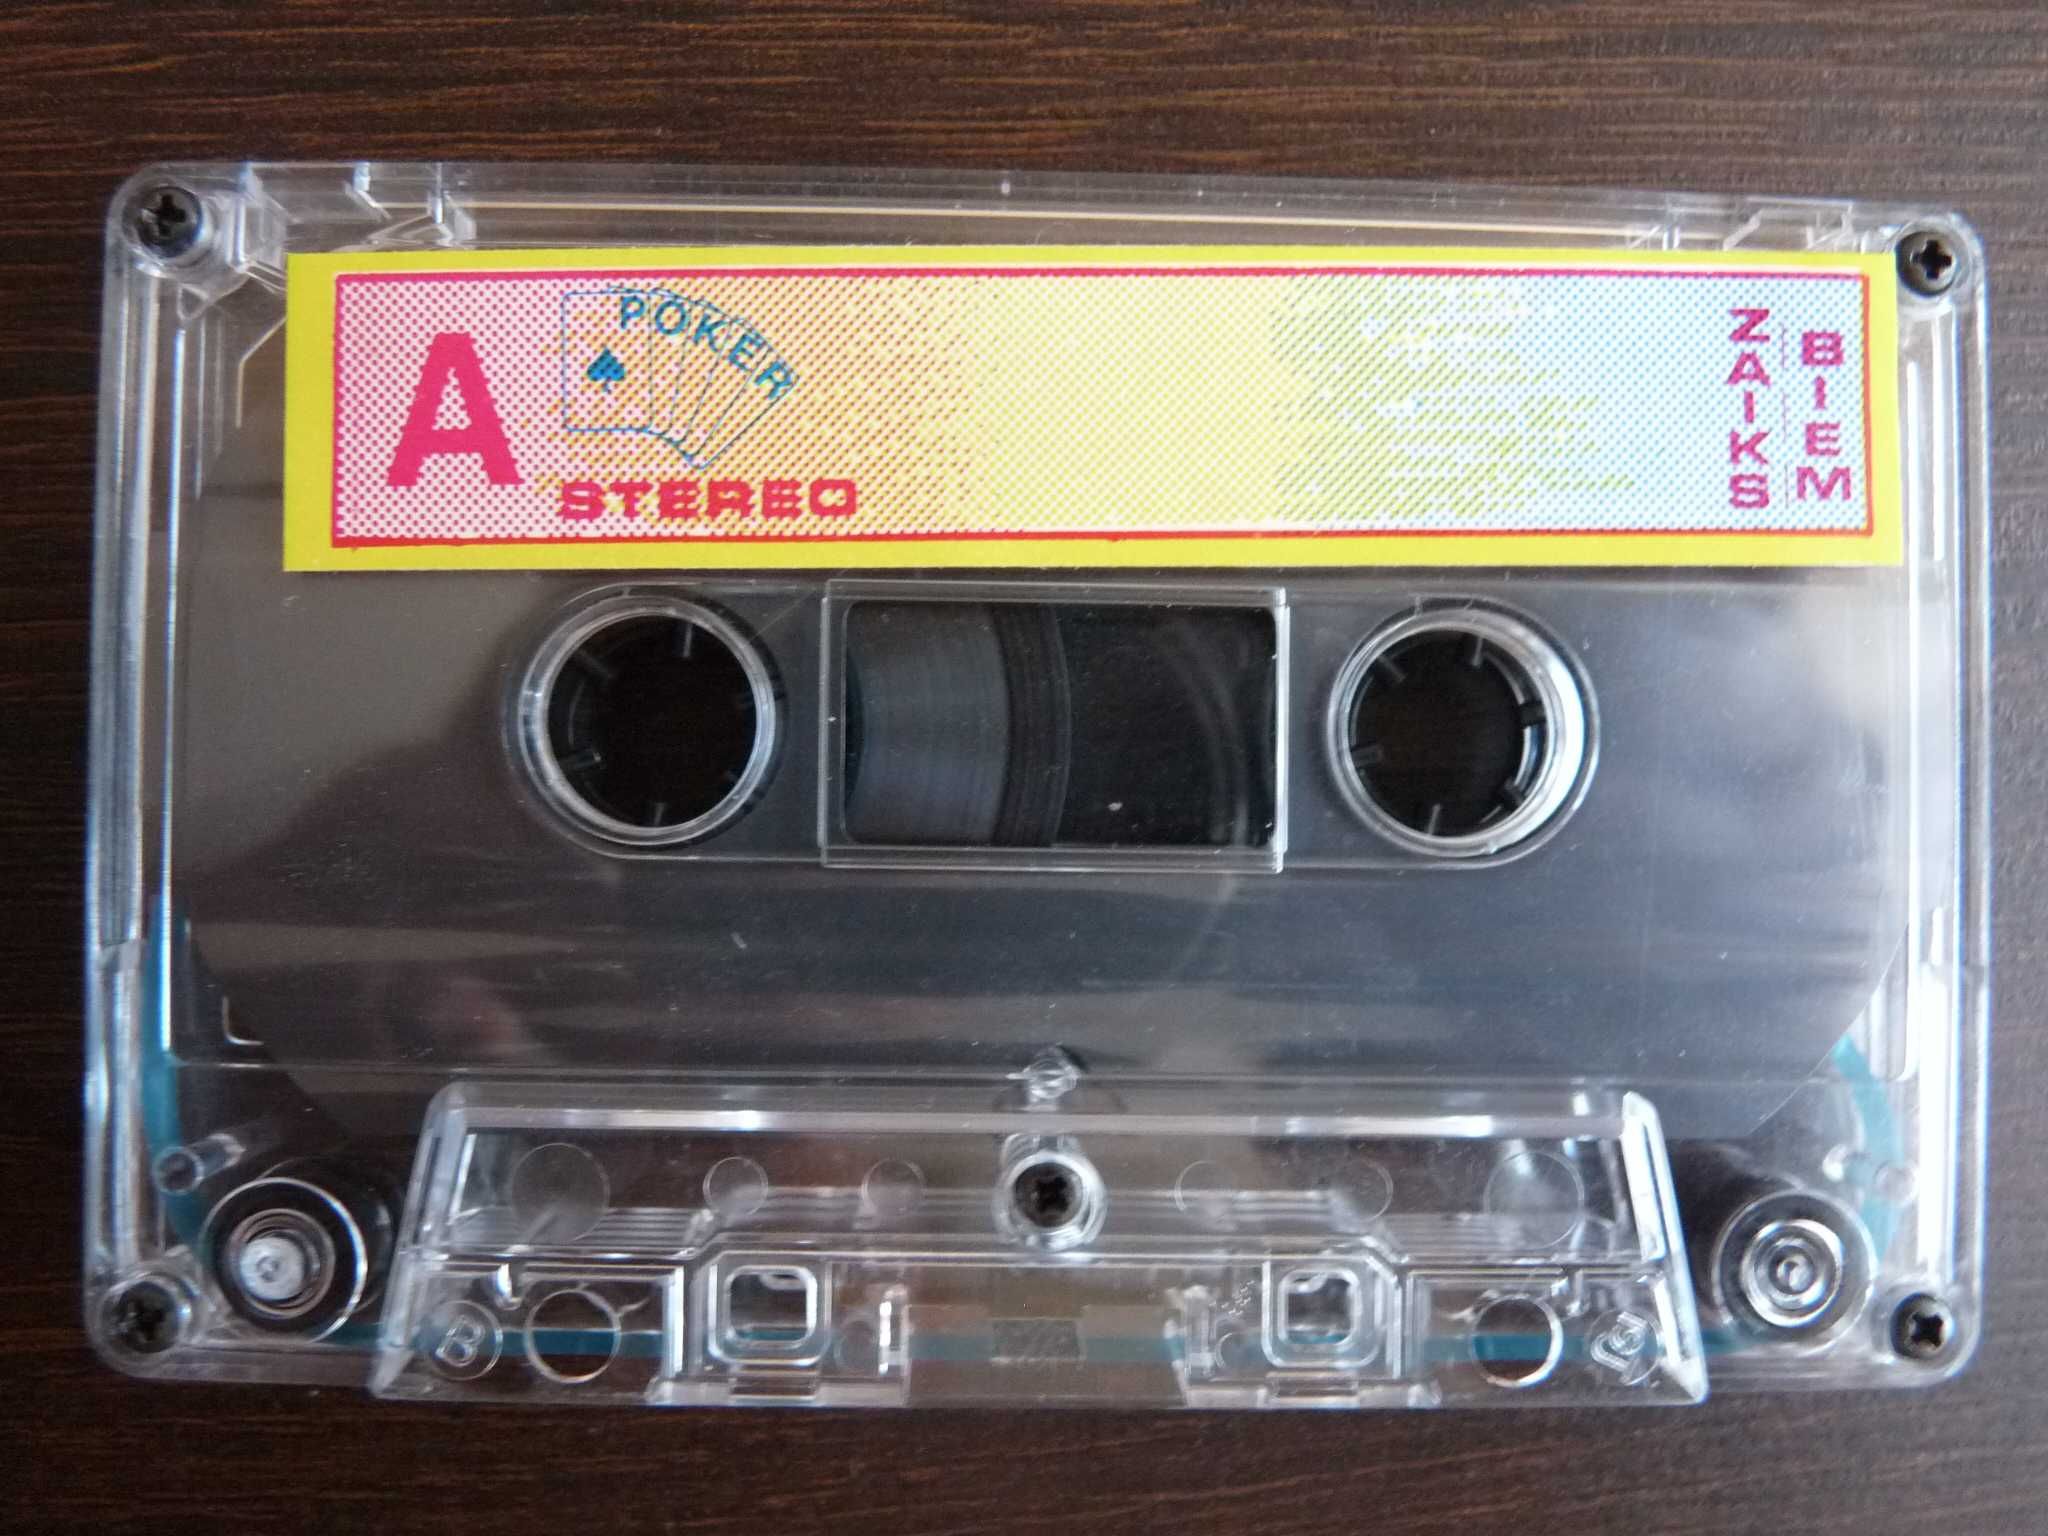 A
POKER
STEREO
ZAIKS
BIEM
B